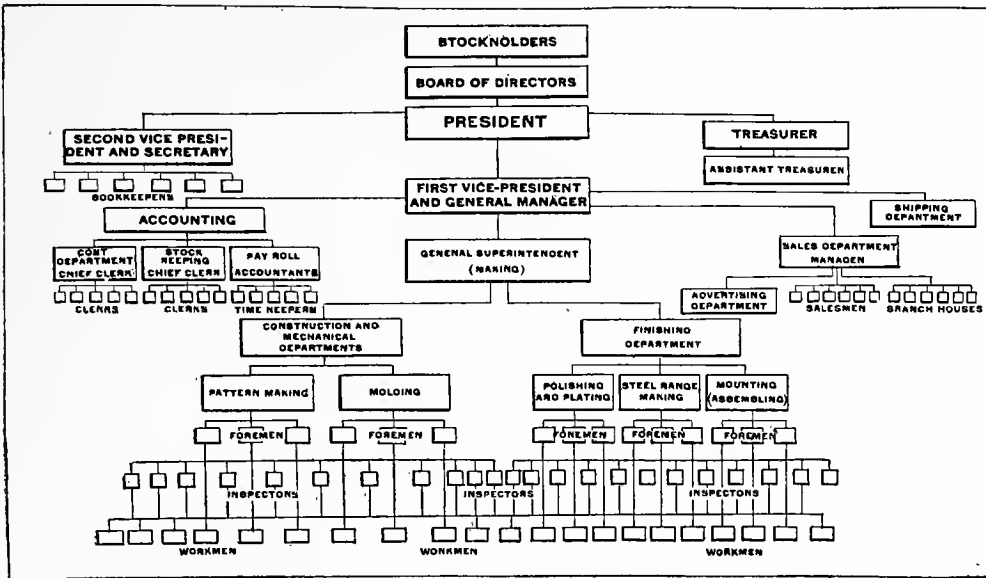 STOCKHOLDERS
BOARD OF DIRECTORS
PRESIDENT
SECOND VICE PRESI-
DENT AND SECRETARY
TREASURER
ASSISTANT TREASURER
BOOKKEEPERS
FIRST VICE-PRESIDENT
AND GENERAL MANAGER
SHIPPING
DEPARTMENT
ACCOUNTING
COST
DEPARTMENT
CHIEF CLERK
STOCK
KEEPING
CHIEF CLERK
PAY ROLL
ACCOUNTANTS
GENERAL SUPERINTENDENT
(MAKING)
SALES DEPARTMENT
MANAGER
CLERKS
CLERKS
TIME KEEPERS
ADVERTISING
DEPARTMENT
SALESMEN
BRANCH HOUSES
CONSTRUCTION AND
MECHANICAL
DEPARTMENTS
FINISHING
DEPARTMENT
PATTERN MAKING
MOLDING
POLISHING
AND PLATING
STEEL RANGE
MAKING
MOUNTING
(ASSEMBLING)
FOREMEN
FOREMEN
FOREMEN
FOREMEN
FOREMEN
INSPECTORS
INSPECTORS
INSPECTORS
WORKMEN
WORKMEN
WORKMEN